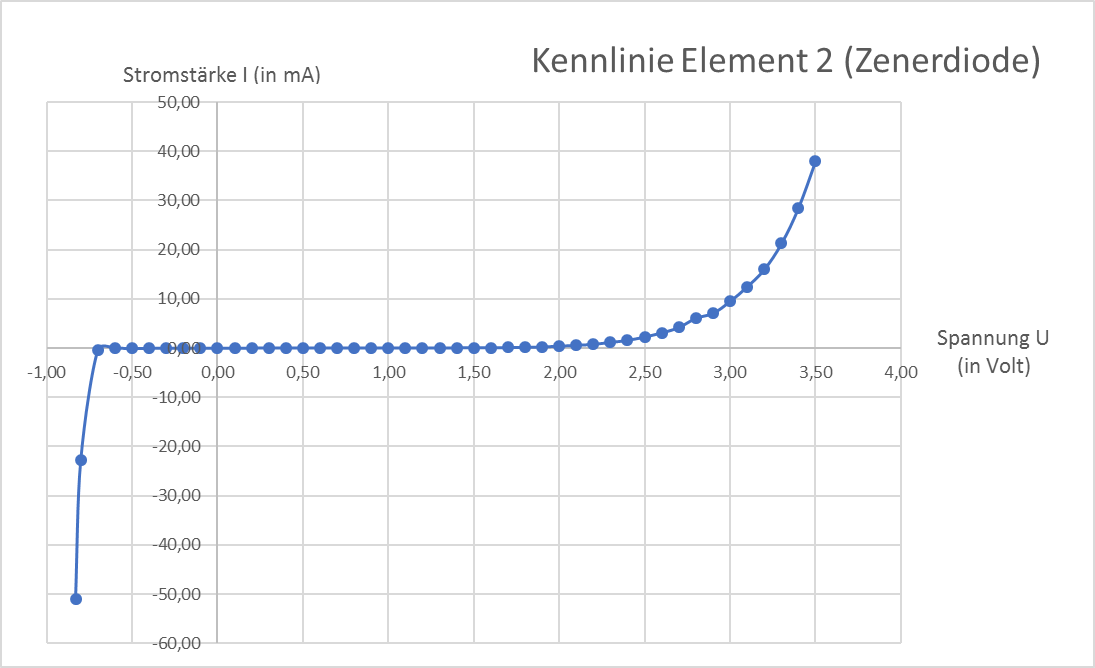 Kennlinie Element 2 (Zenerdiode)
Stromstärke I (in mA)
50,00
40,00
30,00
20,00
10,00
0,00
-10,00
-20,00
-30,00
-40,00
-50,00
-60,00
-1,00 -0,50 0,00 0,50 1,00 1,50 2,00 2,50 3,00 3,50 4,00
Spannung U
(in Volt)